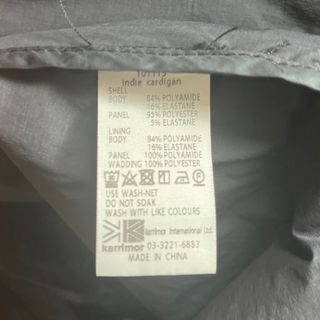 indie cardigan
SHELL
BODY 84% POLYAMIDE
16% ELASTANE
PANEL 95% POLYESTER
5% ELASTANE
LINING
BODY 84% POLYAMIDE
16% ELASTANE
PANEL 100% POLYAMIDE
WADDING 100% POLYESTER
USE WASH-NET
DO NOT SOAK
WASH WITH LIKE COLOURS
karrimor International Ltd.
karrimor 03-3221-6883
MADE IN CHINA